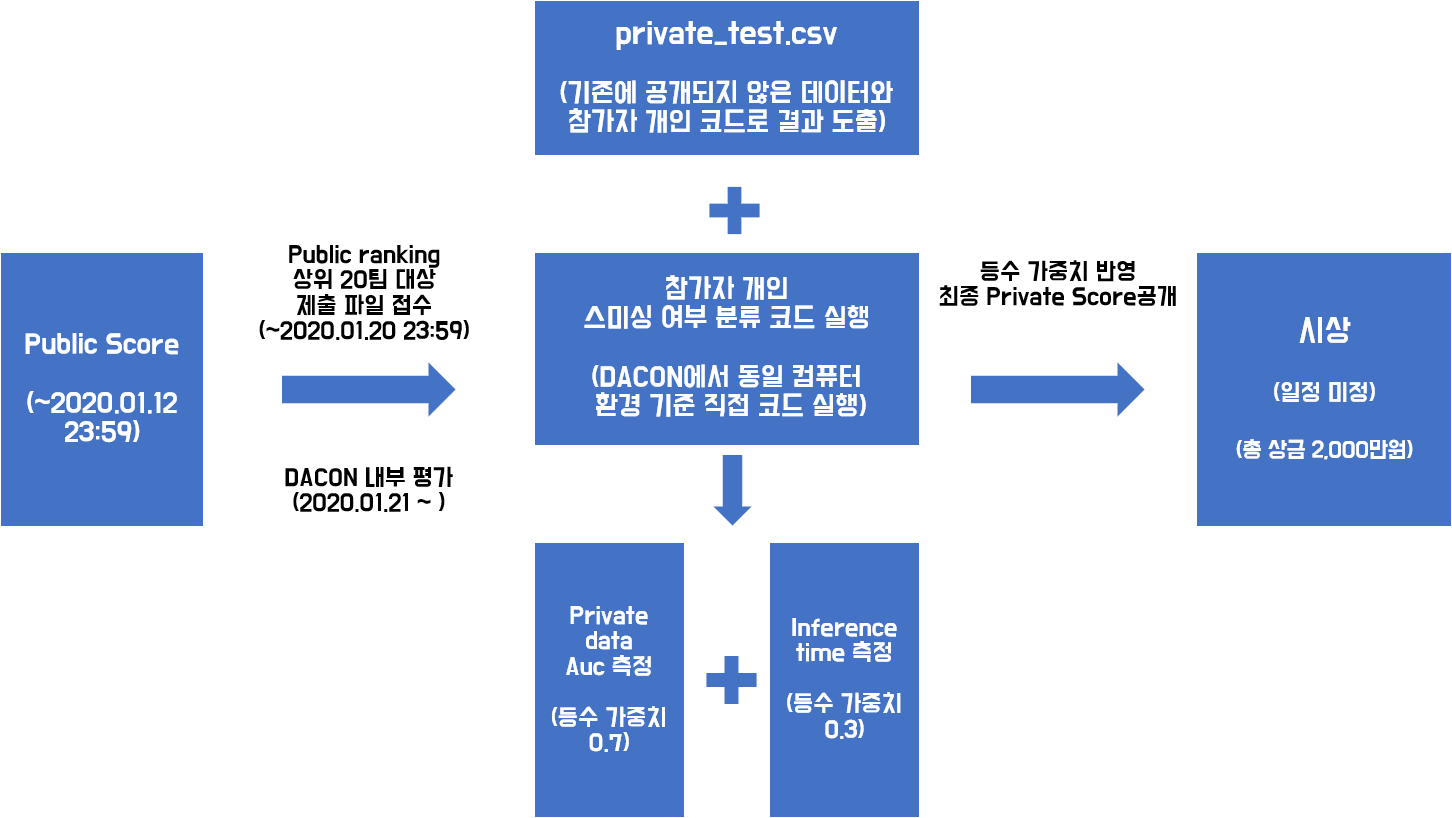 private_test.csv
(기존에 공개되지 않은 데이터와
참가자 개인 코드로 결과 도출)
Public Score
(~2020.01.12
23:59)
Public ranking
상위 20팀 대상
제출 파일 접수
(~2020.01.20 23:59)
DACON 내부 평가
(2020.01.21 ~ )
참가자 개인
스미싱 여부 분류 코드 실행
(DACON에서 동일 컴퓨터
환경 기준 직접 코드 실행)
등수 가중치 반영
최종 Private Score공개
시상
(일정 미정)
(총 상금 2,000만원)
Private
data
Auc 측정
(등수 가중치
0.7)
Inference
time 측정
(등수 가중치
0.3)